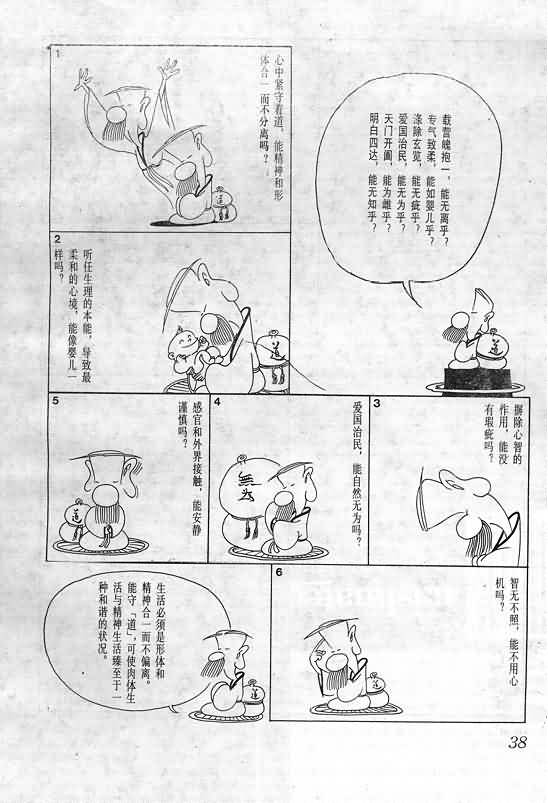 载营魄抱一，能无离乎？
专气致柔，能如婴儿乎？
涤除玄览，能无疵乎？
爱国治民，能无为乎？
天门开阖，能为雌乎？
明白四达，能无知乎？
道
1
心中紧守着道，能精神和形
体合一而不分离吗？
2
听任生理的本能，导致最
柔和的心境，能像婴儿一
样吗？
道
3
摒除心智的
作用，能没
有瑕疵吗？
4
爱国治民，能自然无为吗？
無为
5
感官和外界接触，能安静
谨慎吗？
道
6
智无不照，能不用心
机吗？
道
生活必须是形体和
精神合一而不偏离。
能守「道」，可使肉体生
活与精神生活臻至于一
种和谐的状况。
道
38